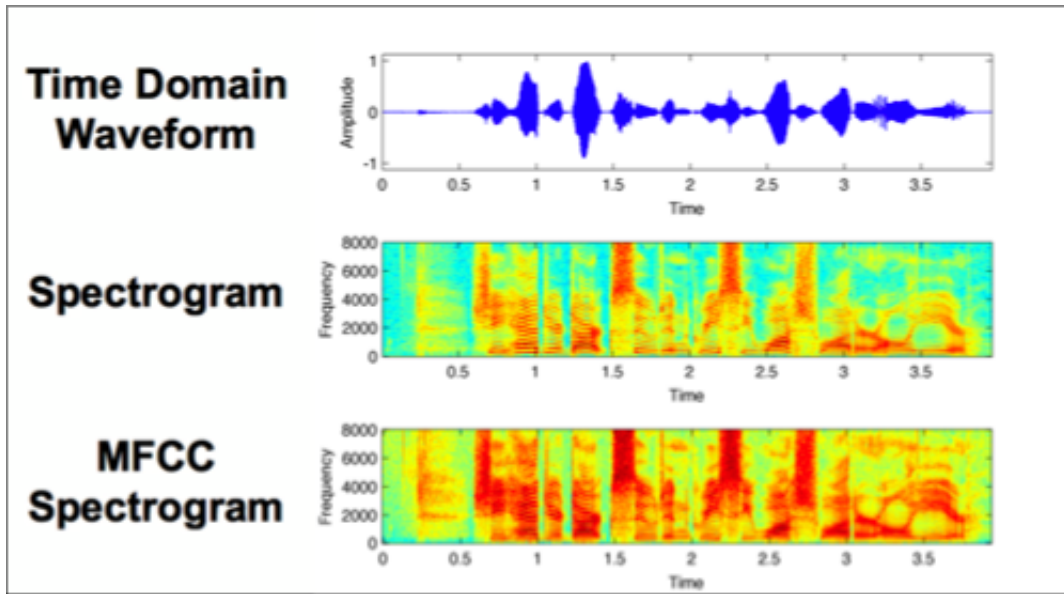 Time Domain
Waveform
Amplitude
1
0
-1
0 0.5 1 1.5 2 2.5 3 3.5
Time
Spectrogram
Frequency
8000
6000
4000
2000
0
0.5 1 1.5 2 2.5 3 3.5
Time
MFCC
Spectrogram
Frequency
8000
6000
4000
2000
0
0 0.5 1 1.5 2 2.5 3 3.5
Time